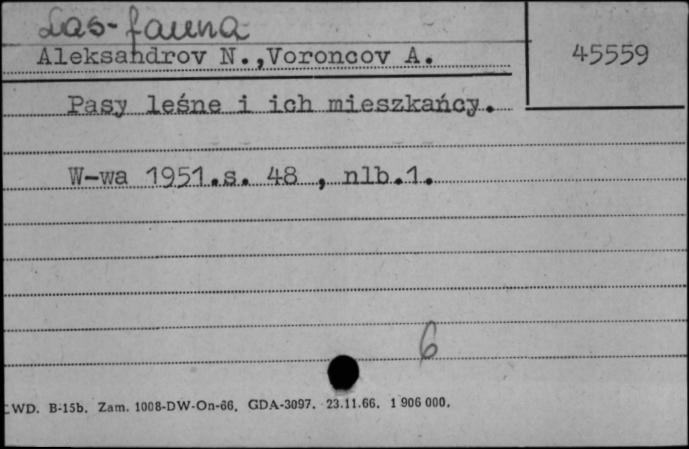 Las-fauna
Aleksandrov N.,Voroncov A.
45559
Pasy leśne i ich mieszkańcy.
W-wa 1951.s. 48 , nlb.1.
6
WD. B-15b. Zam. 1008-DW-On-66. GDA-3097. 23.11.66. 1 906 000.